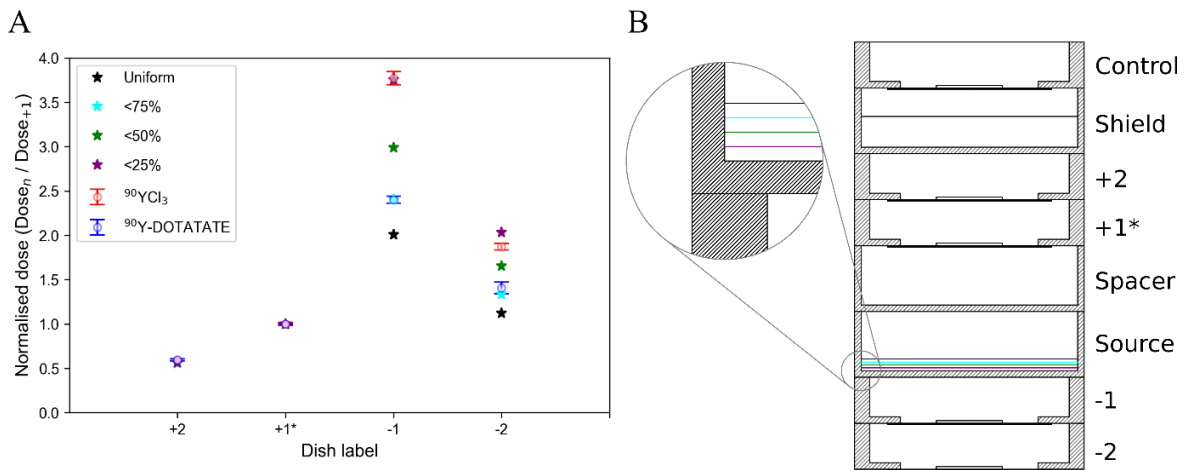 A
B
Normalised dose (Doseₙ / Dose₊₁)
4.0
3.5
3.0
2.5
2.0
1.5
1.0
0.5
0.0
Uniform
<75%
<50%
<25%
⁹⁰YCl₃
⁹⁰Y-DOTATATE
+2
+1*
-1
-2
Dish label
Control
Shield
+2
+1*
Spacer
Source
-1
-2